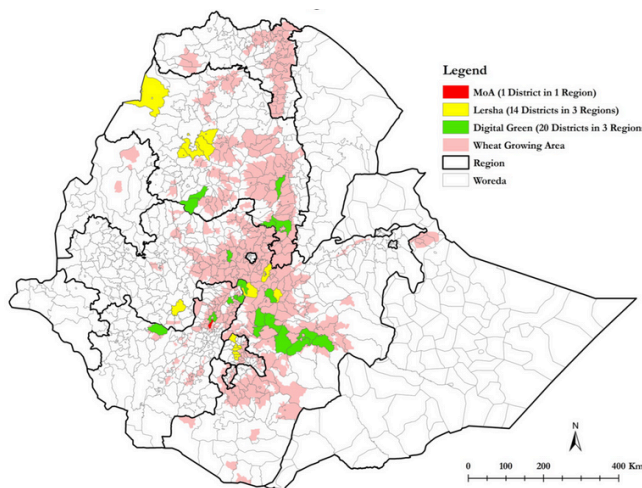 Legend
MoA (1 District in 1 Region)
Lersha (14 Districts in 3 Regions)
Digital Green (20 Districts in 3 Region
Wheat Growing Area
Region
Woreda
N
0 100 200 400 Km